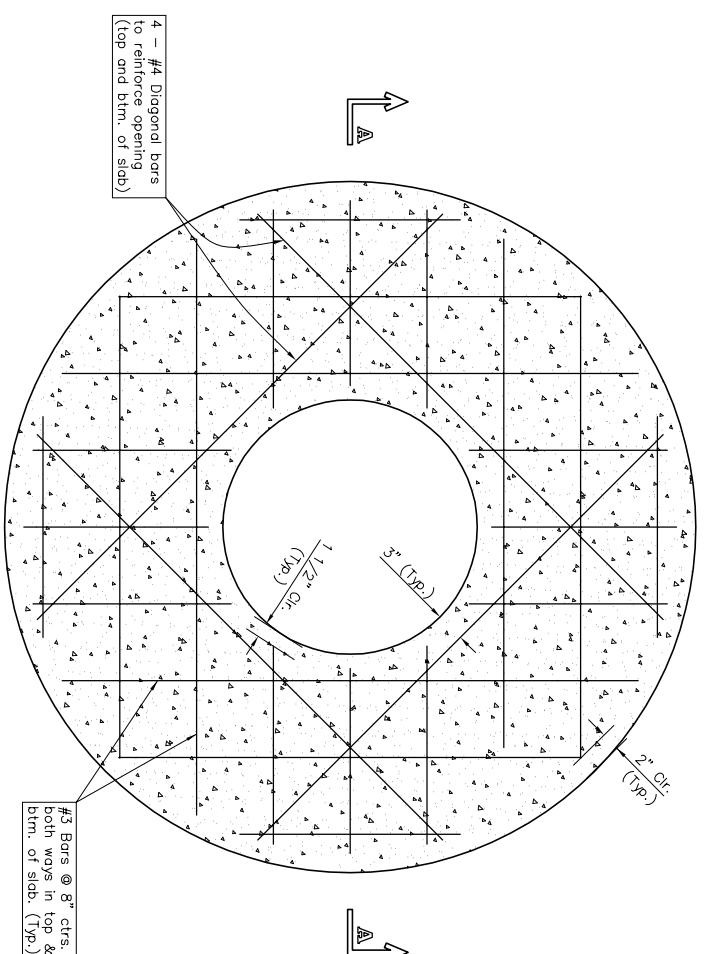 4 - #4 Diagonal bars
to reinforce opening
(top and btm. of slab)
A
3" (Typ.)
1 1/2" Clr.
(Typ.)
2" Clr.
(Typ.)
#3 Bars @ 8" ctrs.
both ways in top &
btm. of slab. (Typ.)
A